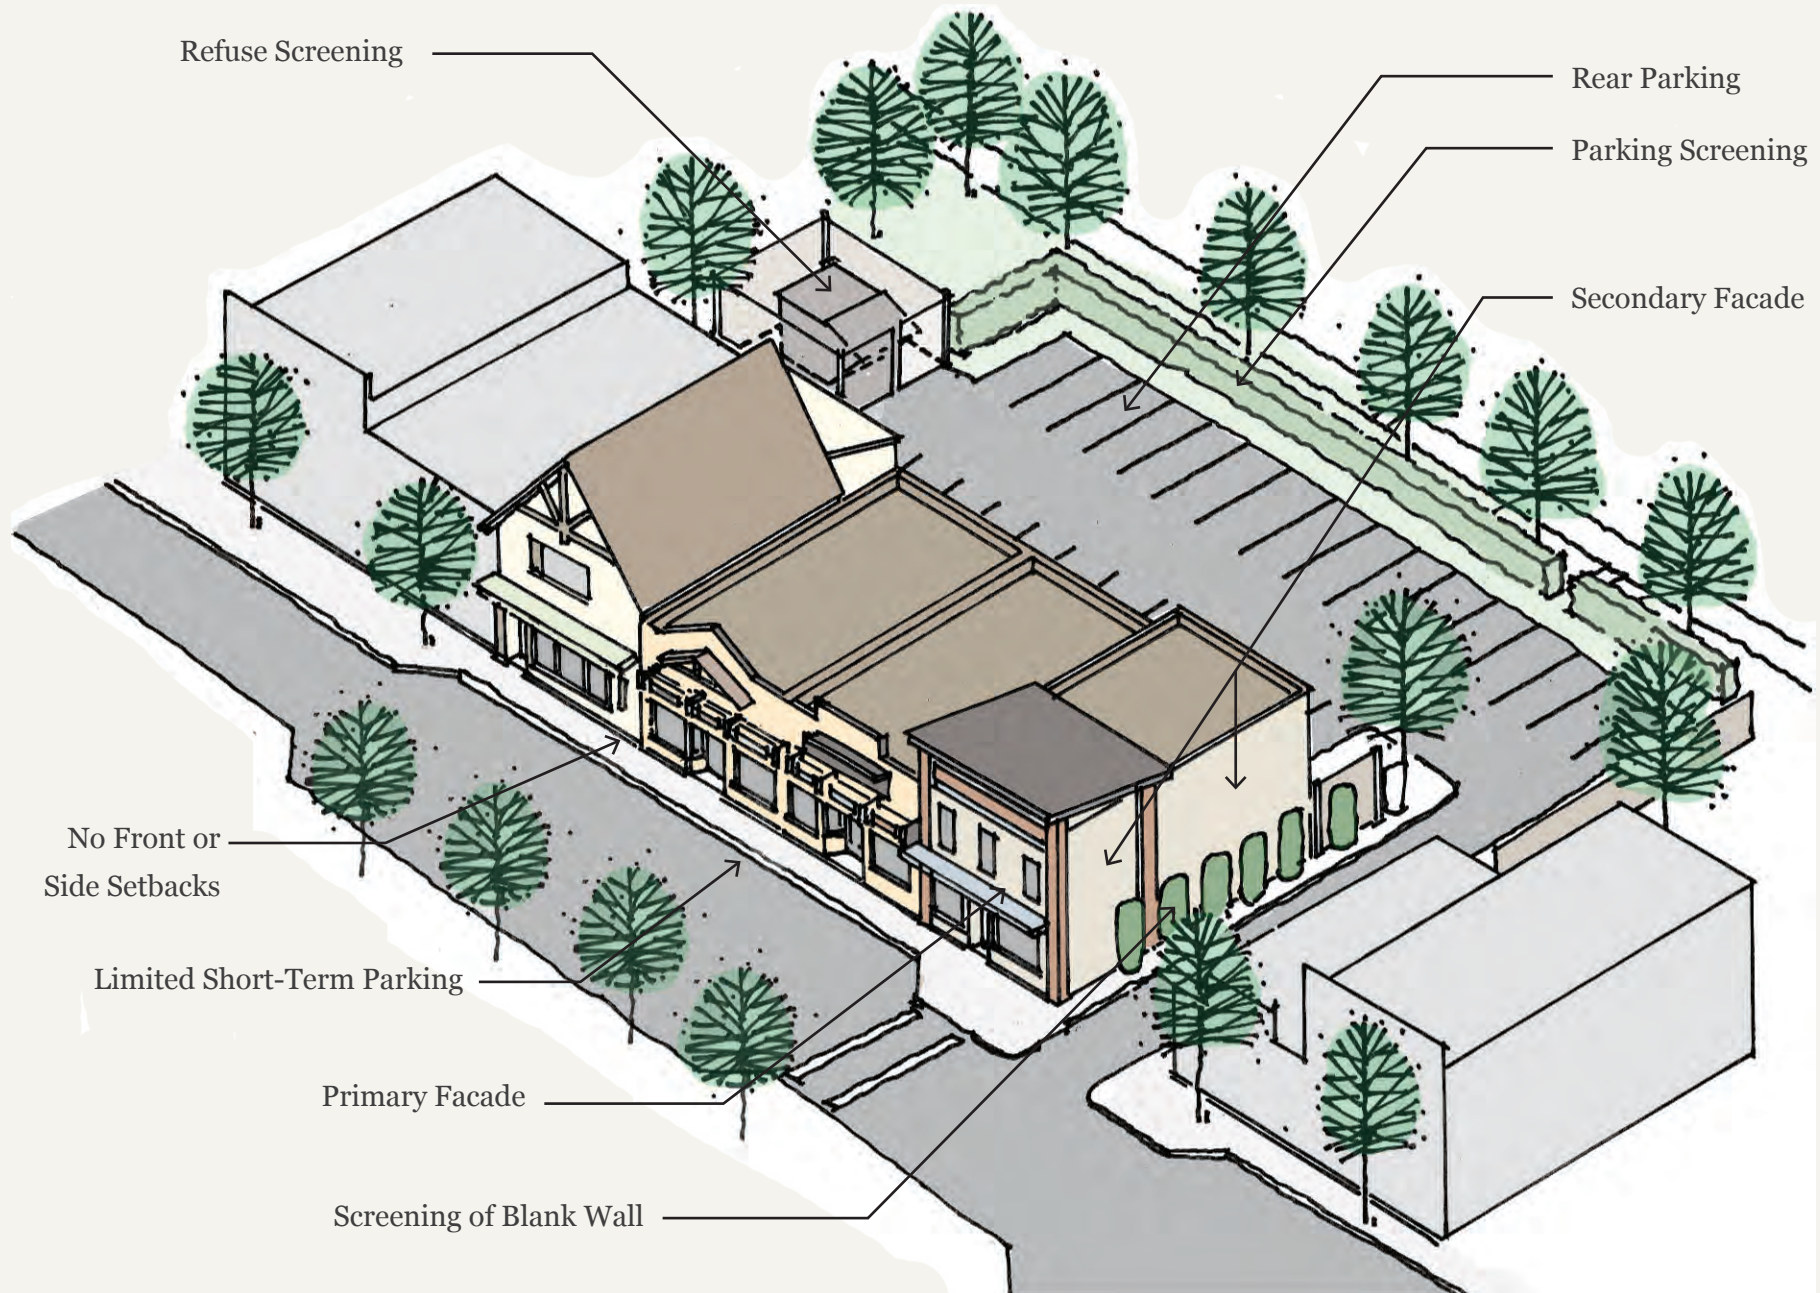 Refuse Screening
Rear Parking
Parking Screening
Secondary Facade
No Front or
Side Setbacks
Limited Short-Term Parking
Primary Facade
Screening of Blank Wall